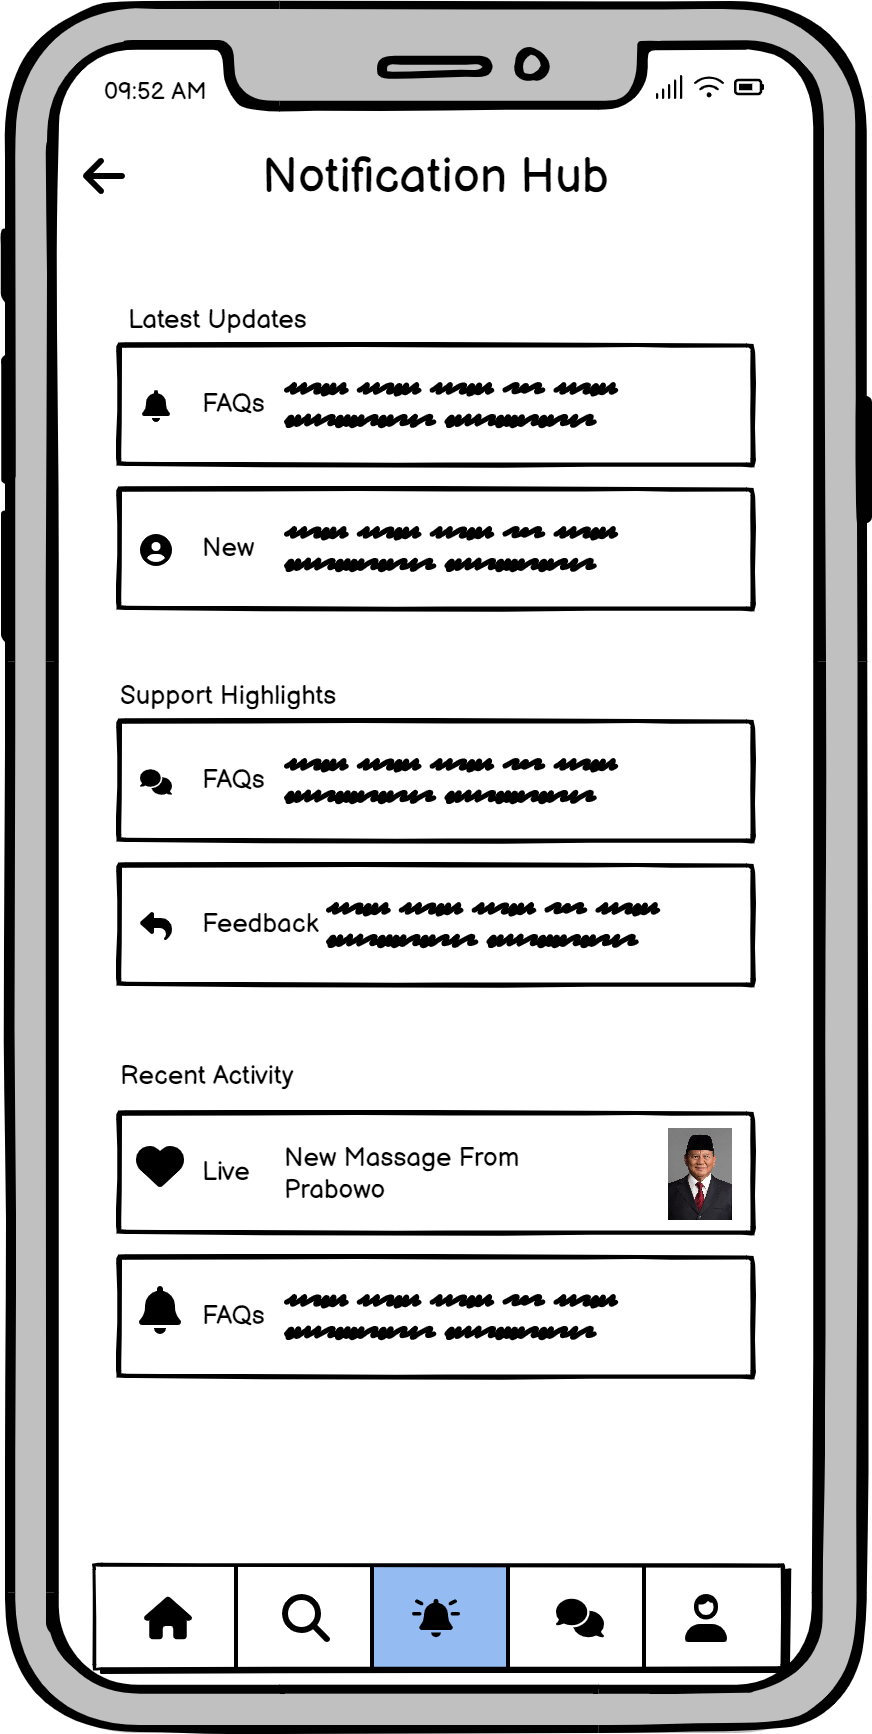 09:52 AM
Notification Hub
Latest Updates
FAQs
New
Support Highlights
FAQs
Feedback
Recent Activity
Live
New Massage From
Prabowo
FAQs